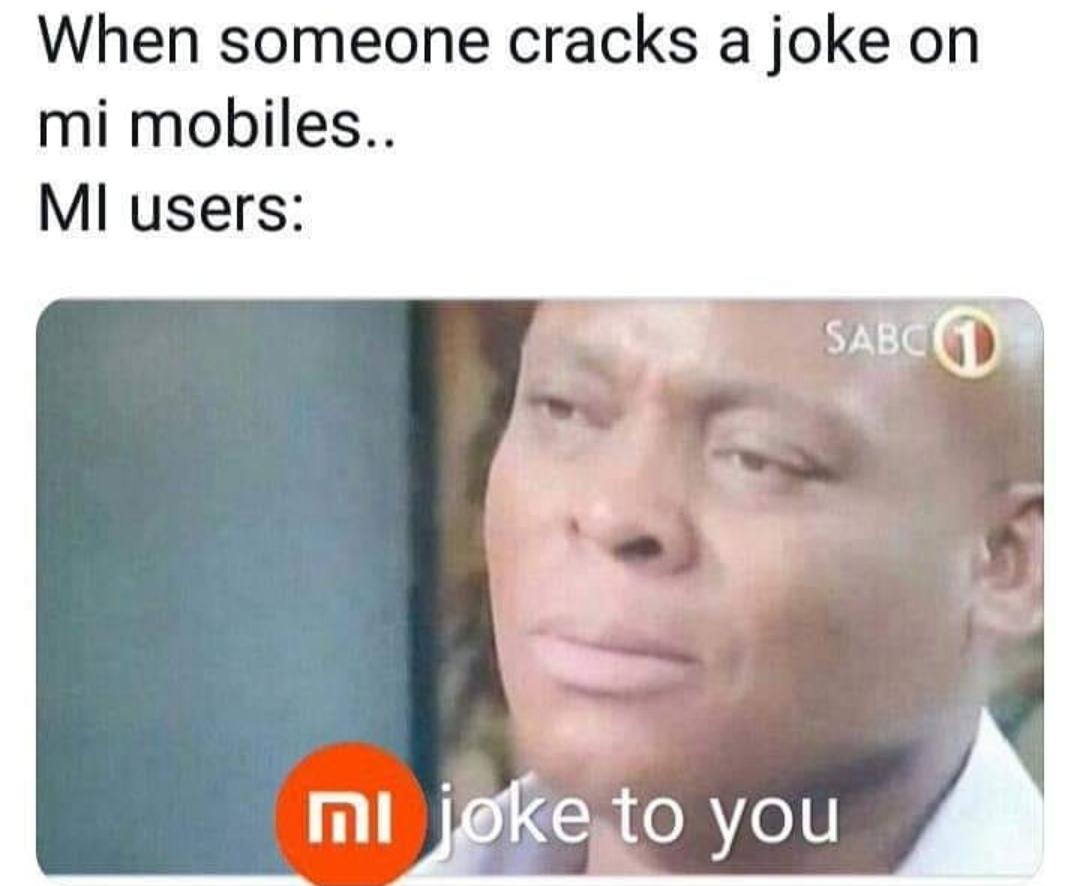 When someone cracks a joke on
mi mobiles..
MI users:
SABC 1
mi joke to you